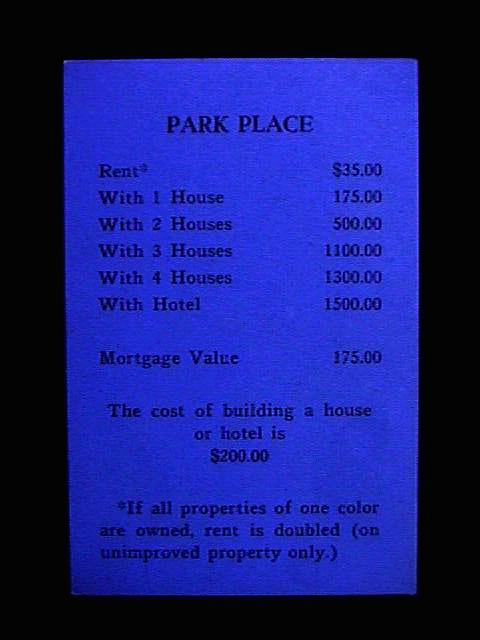 PARK PLACE
Rent* $35.00
With 1 House 175.00
With 2 Houses 500.00
With 3 Houses 1100.00
With 4 Houses 1300.00
With Hotel 1500.00
Mortgage Value 175.00
The cost of building a house
or hotel is
$200.00
*If all properties of one color
are owned, rent is doubled (on
unimproved property only.)